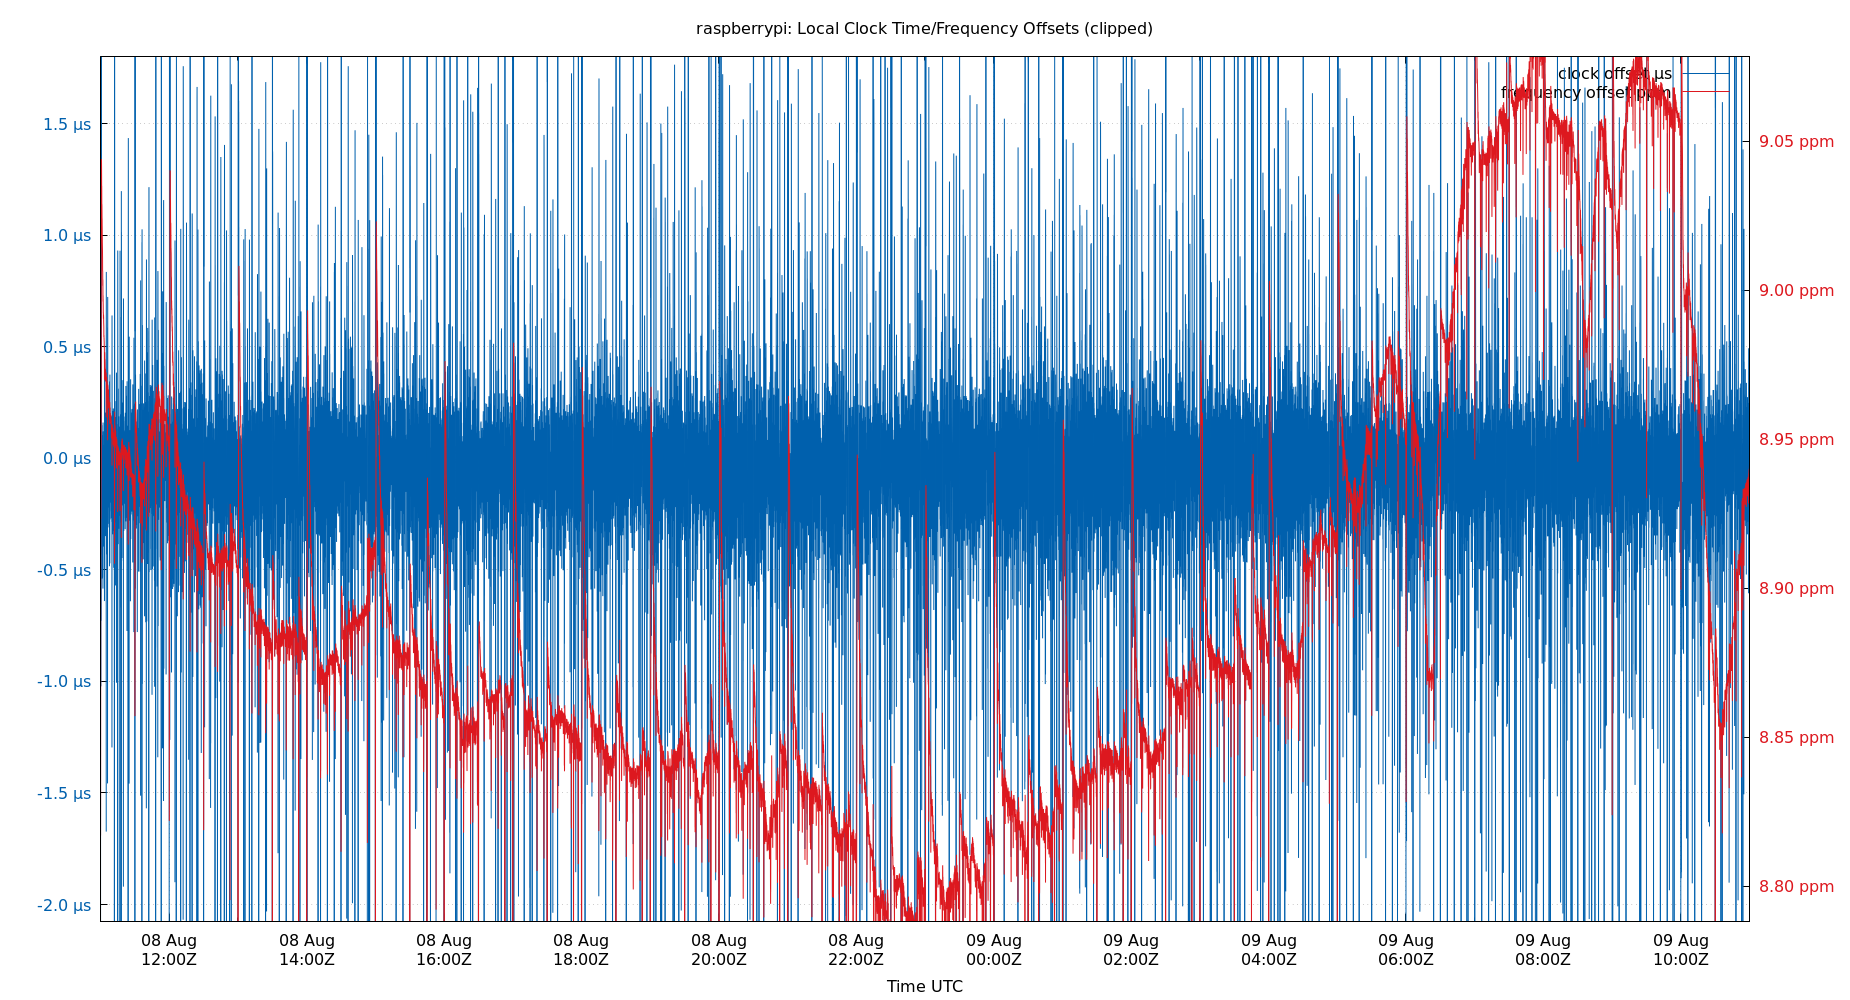 raspberrypi: Local Clock Time/Frequency Offsets (clipped)
clock offset µs
frequency offset ppm
1.5 µs
1.0 µs
0.5 µs
0.0 µs
-0.5 µs
-1.0 µs
-1.5 µs
-2.0 µs
9.05 ppm
9.00 ppm
8.95 ppm
8.90 ppm
8.85 ppm
8.80 ppm
08 Aug 08 Aug 08 Aug 08 Aug 08 Aug 08 Aug 09 Aug 09 Aug 09 Aug 09 Aug 09 Aug 09 Aug
12:00Z 14:00Z 16:00Z 18:00Z 20:00Z 22:00Z 00:00Z 02:00Z 04:00Z 06:00Z 08:00Z 10:00Z
Time UTC